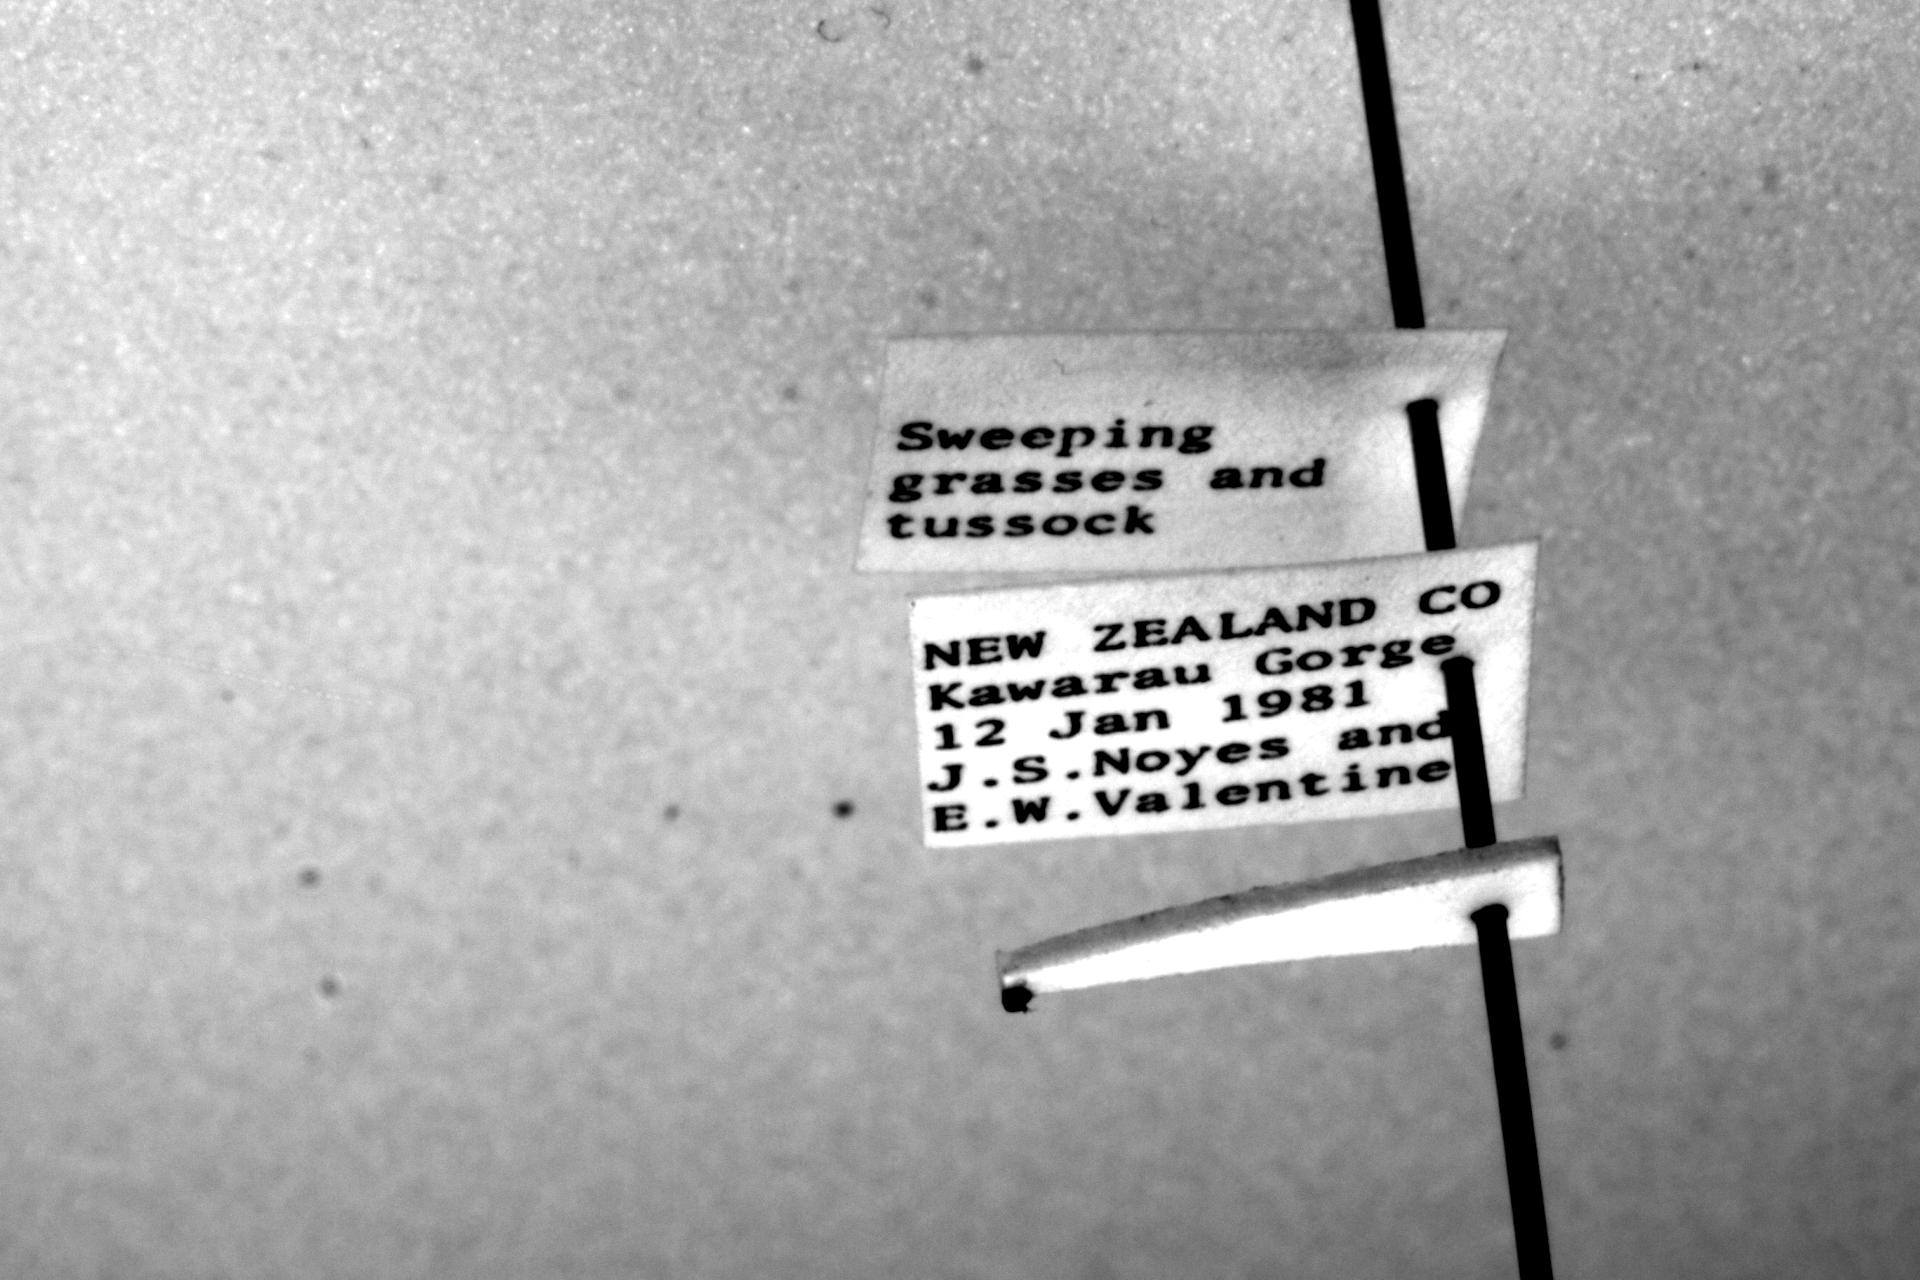 Sweeping
grasses and
tussock
NEW ZEALAND CO
Kawarau Gorge
12 Jan 1981
J.S.Noyes and
E.W.Valentine